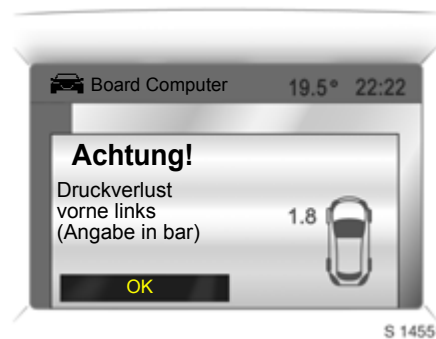 Board Computer 19.5° 22:22
Achtung!
Druckverlust
vorne links
(Angabe in bar)
1.8
OK
S 1455